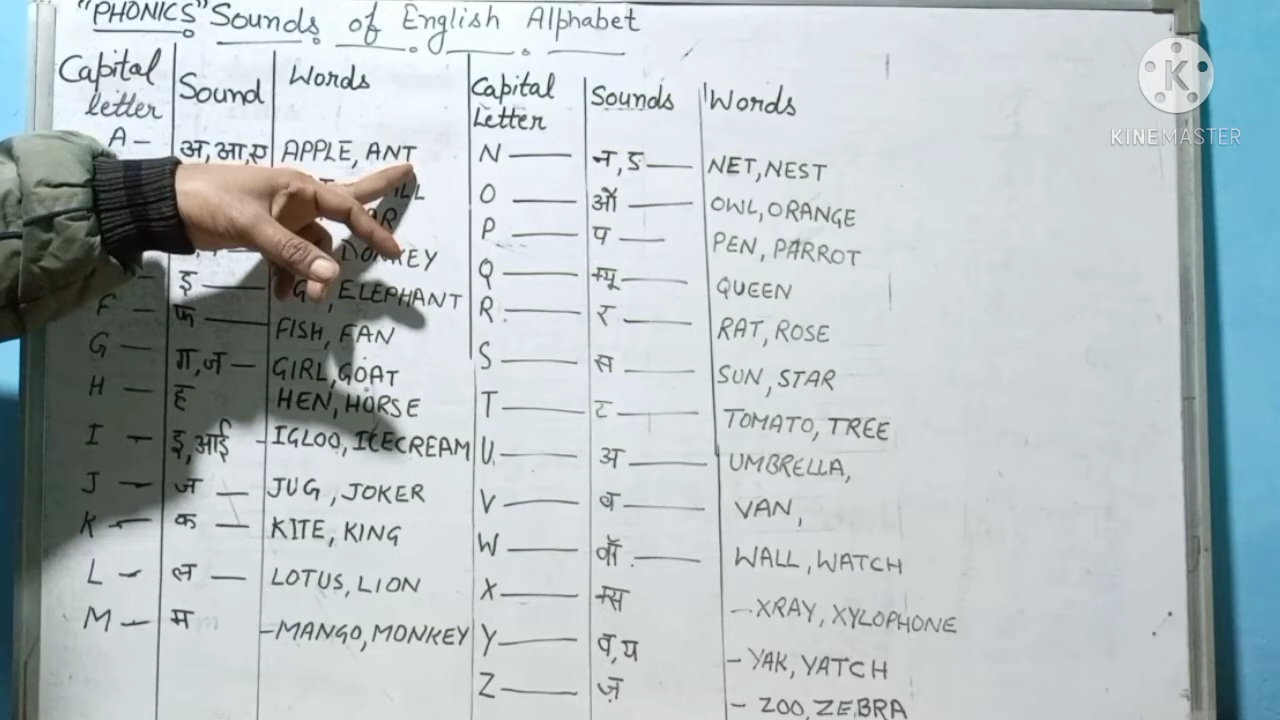 "PHONICS" Sounds of English Alphabet
Capital letter Sound Words
A — अ, आ, ए APPLE, ANT
DONKEY
इ — ELEPHANT
F — फ — FISH, FAN
G — ग, ज — GIRL, GOAT
H — ह HEN, HORSE
I — इ, आई - IGLOO, ICECREAM
J — ज — JUG, JOKER
K — क — KITE, KING
L — ल — LOTUS, LION
M — म - MANGO, MONKEY
Capital Letter Sounds Words
N — न, ड — NET, NEST
O — ऑ — OWL, ORANGE
P — प — PEN, PARROT
Q — QUEEN
R — र — RAT, ROSE
S — स — SUN, STAR
T — ट — TOMATO, TREE
U — अ — UMBRELLA,
V — व — VAN,
W — वॉ — WALL, WATCH
X — क्स - XRAY, XYLOPHONE
Y — व, य - YAK, YATCH
Z — ज़ - ZOO, ZEBRA
KINEMASTER